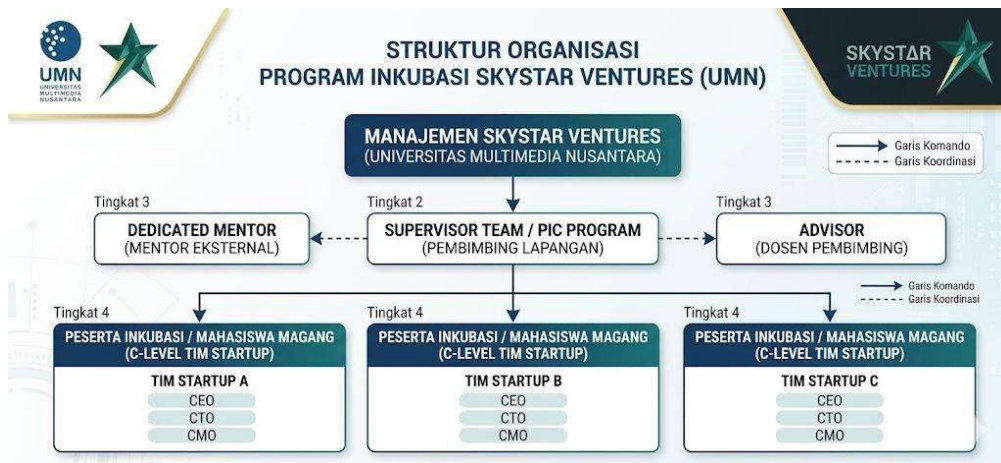 UMN
UNIVERSITAS
MULTIMEDIA
NUSANTARA
STRUKTUR ORGANISASI
PROGRAM INKUBASI SKYSTAR VENTURES (UMN)
SKYSTAR
VENTURES
MANAJEMEN SKYSTAR VENTURES
(UNIVERSITAS MULTIMEDIA NUSANTARA)
Garis Komando
Garis Koordinasi
Tingkat 3
DEDICATED MENTOR
(MENTOR EKSTERNAL)
Tingkat 2
SUPERVISOR TEAM / PIC PROGRAM
(PEMBIMBING LAPANGAN)
Tingkat 3
ADVISOR
(DOSEN PEMBIMBING)
Garis Komando
Garis Koordinasi
Tingkat 4
PESERTA INKUBASI / MAHASISWA MAGANG
(C-LEVEL TIM STARTUP)
TIM STARTUP A
CEO
CTO
CMO
Tingkat 4
PESERTA INKUBASI / MAHASISWA MAGANG
(C-LEVEL TIM STARTUP)
TIM STARTUP B
CEO
CTO
CMO
Tingkat 4
PESERTA INKUBASI / MAHASISWA MAGANG
(C-LEVEL TIM STARTUP)
TIM STARTUP C
CEO
CTO
CMO